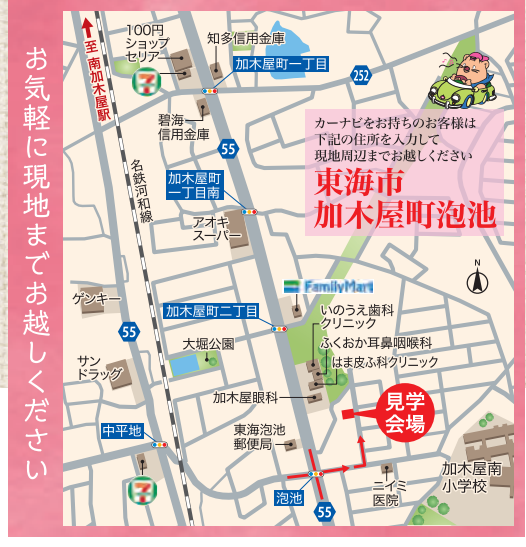 お気軽に現地までお越しください
至 南加木屋駅
100円
ショップ
セリア
知多信用金庫
加木屋町一丁目
252
碧海
信用金庫
55
カーナビをお持ちのお客様は
下記の住所を入力して
現地周辺までお越しください
東海市
加木屋町泡池
名鉄河和線
加木屋町
一丁目南
アオキ
スーパー
N
FamilyMart
ゲンキー
加木屋町二丁目
いのうえ歯科
クリニック
55
大堀公園
ふくおか耳鼻咽喉科
はま皮ふ科クリニック
サン
ドラッグ
加木屋眼科
見学
会場
中平地
東海泡池
郵便局
加木屋南
小学校
泡池
ニイミ
医院
55